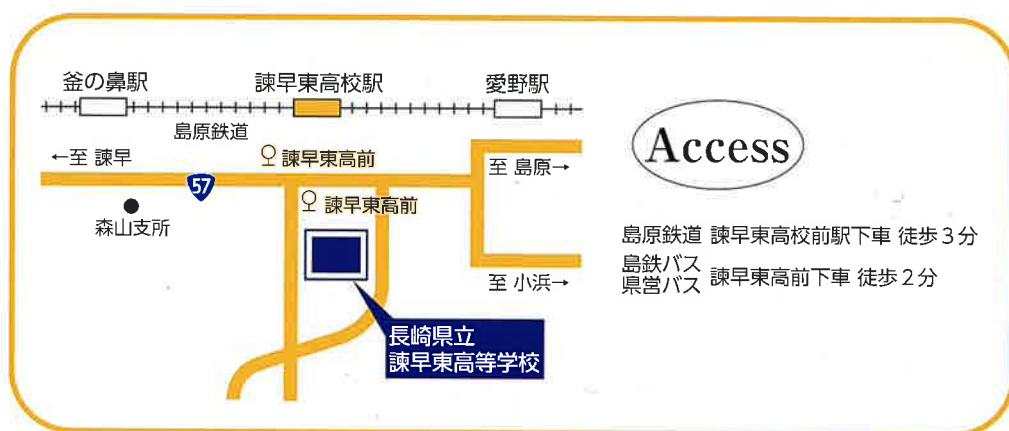 釜の鼻駅 諫早東高校駅 愛野駅
島原鉄道
←至 諫早
諫早東高前
至 島原→
57
諫早東高前
森山支所
至 小浜→
長崎県立
諫早東高等学校
Access
島原鉄道 諫早東高校前駅下車 徒歩3分
島鉄バス
県営バス
諫早東高前下車 徒歩2分